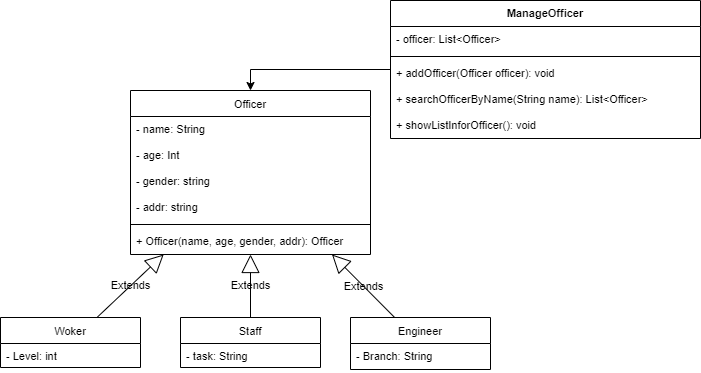 ManageOfficer
- officer: List<Officer>
+ addOfficer(Officer officer): void
+ searchOfficerByName(String name): List<Officer>
+ showListInforOfficer(): void
Officer
- name: String
- age: Int
- gender: string
- addr: string
+ Officer(name, age, gender, addr): Officer
Extends
Extends
Extends
Woker
- Level: int
Staff
- task: String
Engineer
- Branch: String